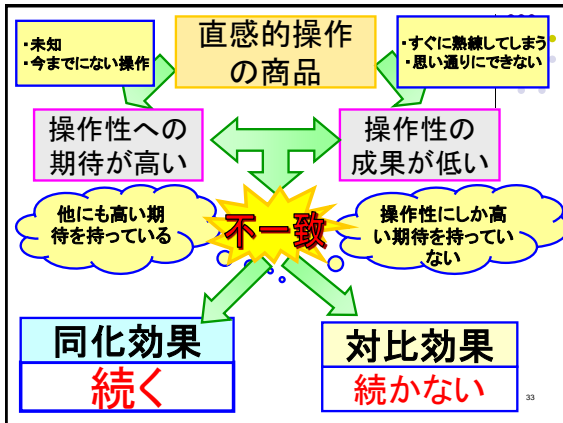 ・未知
・今までにない操作
直感的操作
の商品
・すぐに熟練してしまう
・思い通りにできない
操作性への
期待が高い
操作性の
成果が低い
他にも高い期
待を持っている
不一致
操作性にしか高
い期待を持ってい
ない
同化効果
続く
対比効果
続かない
33